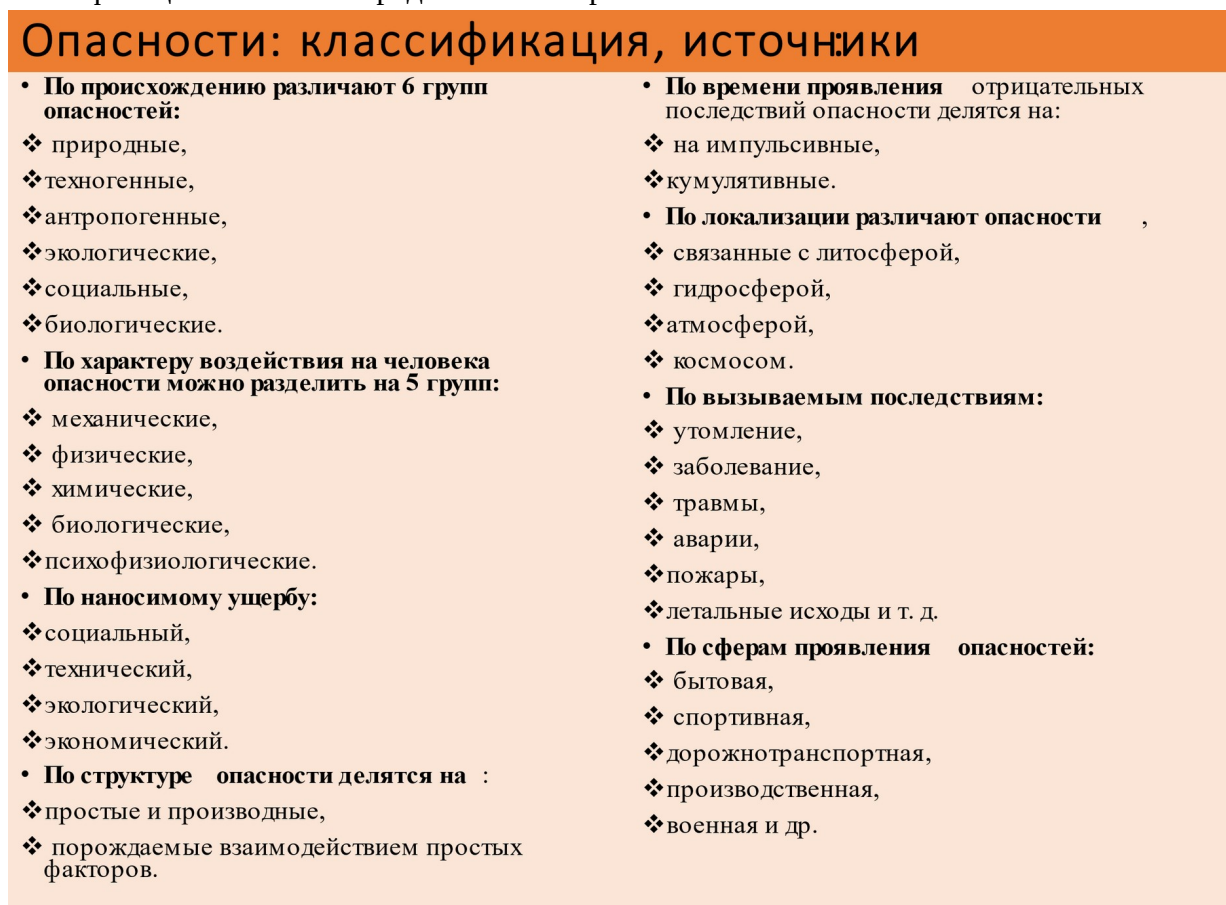 Опасности: классификация, источники:
• По происхождению различают 6 групп
опасностей:
❖ природные,
❖техногенные,
❖антропогенные,
❖экологические,
❖социальные,
❖биологические.
• По характеру воздействия на человека
опасности можно разделить на 5 групп:
❖ механические,
❖ физические,
❖ химические,
❖ биологические,
❖психофизиологические.
• По наносимому ущербу:
❖социальный,
❖технический,
❖экологический,
❖экономический.
• По структуре опасности делятся на :
❖простые и производные,
❖ порождаемые взаимодействием простых
факторов.
• По времени проявления отрицательных
последствий опасности делятся на:
❖ на импульсивные,
❖кумулятивные.
• По локализации различают опасности ,
❖ связанные с литосферой,
❖ гидросферой,
❖атмосферой,
❖ космосом.
• По вызываемым последствиям:
❖ утомление,
❖ заболевание,
❖ травмы,
❖ аварии,
❖пожары,
❖летальные исходы и т. д.
• По сферам проявления опасностей:
❖ бытовая,
❖ спортивная,
❖дорожнотранспортная,
❖производственная,
❖военная и др.